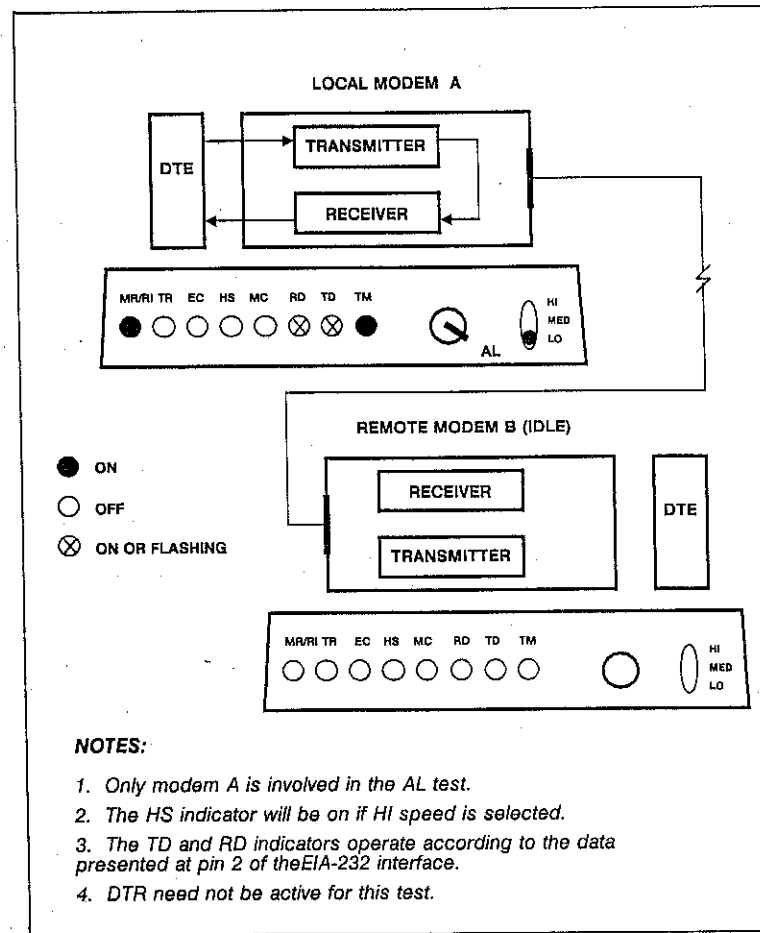 LOCAL MODEM A
DTE
TRANSMITTER
RECEIVER
MR/RI TR EC HS MC RD TD TM
AL
HI
MED
LO
REMOTE MODEM B (IDLE)
ON
OFF
ON OR FLASHING
RECEIVER
TRANSMITTER
DTE
MR/RI TR EC HS MC RD TD TM
HI
MED
LO
NOTES:
1. Only modem A is involved in the AL test.
2. The HS indicator will be on if HI speed is selected.
3. The TD and RD indicators operate according to the data
presented at pin 2 of theEIA-232 interface.
4. DTR need not be active for this test.